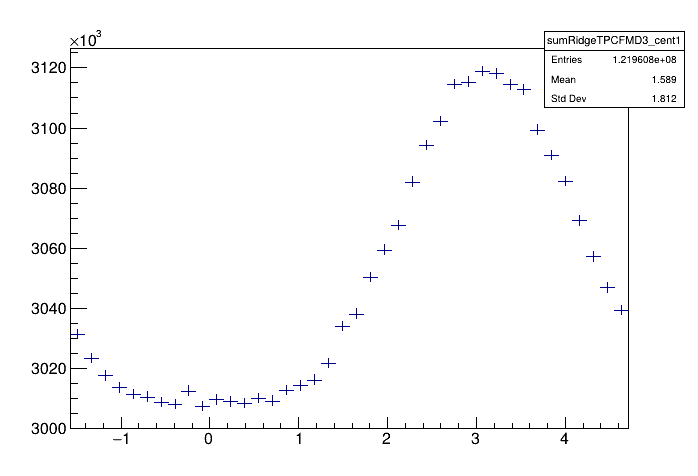 ×10³
sumRidgeTPCFMD3_cent1
Entries 1.219608e+08
Mean 1.589
Std Dev 1.812
3120
3100
3080
3060
3040
3020
3000
−1 0 1 2 3 4